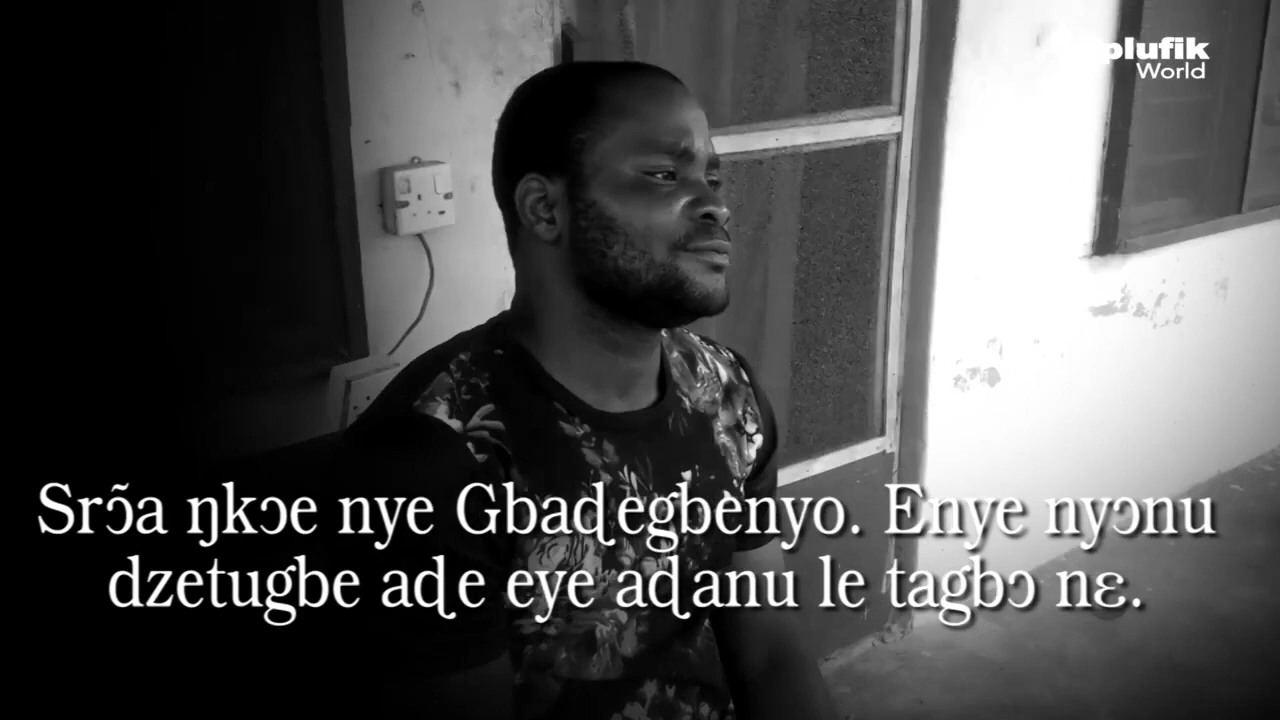 plufik
World
Srɔ̃a ŋkɔe nye Gbaɖegbenyo. Enye nyɔnu
dzetugbe aɖe eye aɖanu le tagbɔ nɛ.